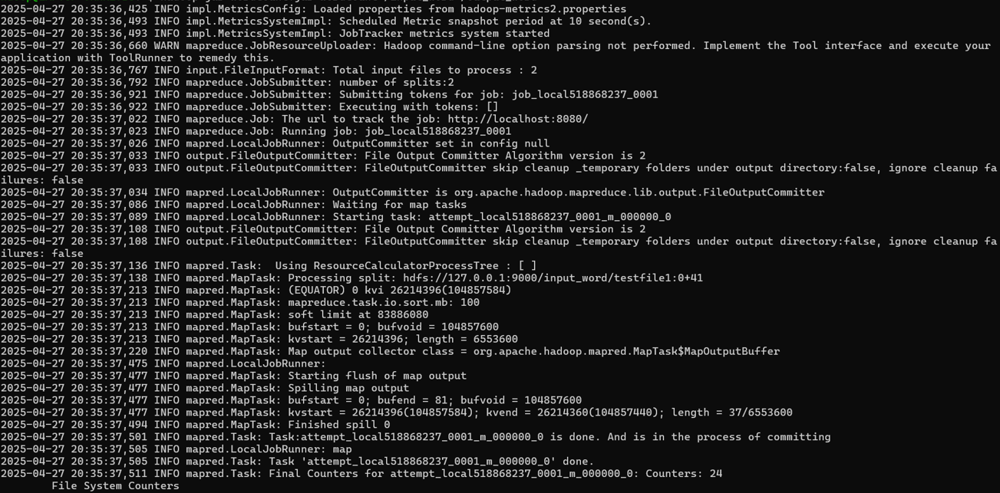 2025-04-27 20:35:36,425 INFO impl.MetricsConfig: Loaded properties from hadoop-metrics2.properties
2025-04-27 20:35:36,493 INFO impl.MetricsSystemImpl: Scheduled Metric snapshot period at 10 second(s).
2025-04-27 20:35:36,493 INFO impl.MetricsSystemImpl: JobTracker metrics system started
2025-04-27 20:35:36,660 WARN mapreduce.JobResourceUploader: Hadoop command-line option parsing not performed. Implement the Tool interface and execute your
application with ToolRunner to remedy this.
2025-04-27 20:35:36,767 INFO input.FileInputFormat: Total input files to process : 2
2025-04-27 20:35:36,792 INFO mapreduce.JobSubmitter: number of splits:2
2025-04-27 20:35:36,921 INFO mapreduce.JobSubmitter: Submitting tokens for job: job_local518868237_0001
2025-04-27 20:35:36,922 INFO mapreduce.JobSubmitter: Executing with tokens: []
2025-04-27 20:35:37,022 INFO mapreduce.Job: The url to track the job: http://localhost:8080/
2025-04-27 20:35:37,023 INFO mapreduce.Job: Running job: job_local518868237_0001
2025-04-27 20:35:37,026 INFO mapred.LocalJobRunner: OutputCommitter set in config null
2025-04-27 20:35:37,033 INFO output.FileOutputCommitter: File Output Committer Algorithm version is 2
2025-04-27 20:35:37,033 INFO output.FileOutputCommitter: FileOutputCommitter skip cleanup _temporary folders under output directory:false, ignore cleanup fa
ilures: false
2025-04-27 20:35:37,034 INFO mapred.LocalJobRunner: OutputCommitter is org.apache.hadoop.mapreduce.lib.output.FileOutputCommitter
2025-04-27 20:35:37,086 INFO mapred.LocalJobRunner: Waiting for map tasks
2025-04-27 20:35:37,089 INFO mapred.LocalJobRunner: Starting task: attempt_local518868237_0001_m_000000_0
2025-04-27 20:35:37,108 INFO output.FileOutputCommitter: File Output Committer Algorithm version is 2
2025-04-27 20:35:37,108 INFO output.FileOutputCommitter: FileOutputCommitter skip cleanup _temporary folders under output directory:false, ignore cleanup fa
ilures: false
2025-04-27 20:35:37,136 INFO mapred.Task:  Using ResourceCalculatorProcessTree : [ ]
2025-04-27 20:35:37,138 INFO mapred.MapTask: Processing split: hdfs://127.0.0.1:9000/input_word/testfile1:0+41
2025-04-27 20:35:37,213 INFO mapred.MapTask: (EQUATOR) 0 kvi 26214396(104857584)
2025-04-27 20:35:37,213 INFO mapred.MapTask: mapreduce.task.io.sort.mb: 100
2025-04-27 20:35:37,213 INFO mapred.MapTask: soft limit at 83886080
2025-04-27 20:35:37,213 INFO mapred.MapTask: bufstart = 0; bufvoid = 104857600
2025-04-27 20:35:37,213 INFO mapred.MapTask: kvstart = 26214396; length = 6553600
2025-04-27 20:35:37,220 INFO mapred.MapTask: Map output collector class = org.apache.hadoop.mapred.MapTask$MapOutputBuffer
2025-04-27 20:35:37,475 INFO mapred.LocalJobRunner:
2025-04-27 20:35:37,477 INFO mapred.MapTask: Starting flush of map output
2025-04-27 20:35:37,477 INFO mapred.MapTask: Spilling map output
2025-04-27 20:35:37,477 INFO mapred.MapTask: bufstart = 0; bufend = 81; bufvoid = 104857600
2025-04-27 20:35:37,477 INFO mapred.MapTask: kvstart = 26214396(104857584); kvend = 26214360(104857440); length = 37/6553600
2025-04-27 20:35:37,494 INFO mapred.MapTask: Finished spill 0
2025-04-27 20:35:37,501 INFO mapred.Task: Task:attempt_local518868237_0001_m_000000_0 is done. And is in the process of committing
2025-04-27 20:35:37,505 INFO mapred.LocalJobRunner: map
2025-04-27 20:35:37,505 INFO mapred.Task: Task 'attempt_local518868237_0001_m_000000_0' done.
2025-04-27 20:35:37,511 INFO mapred.Task: Final Counters for attempt_local518868237_0001_m_000000_0: Counters: 24
File System Counters